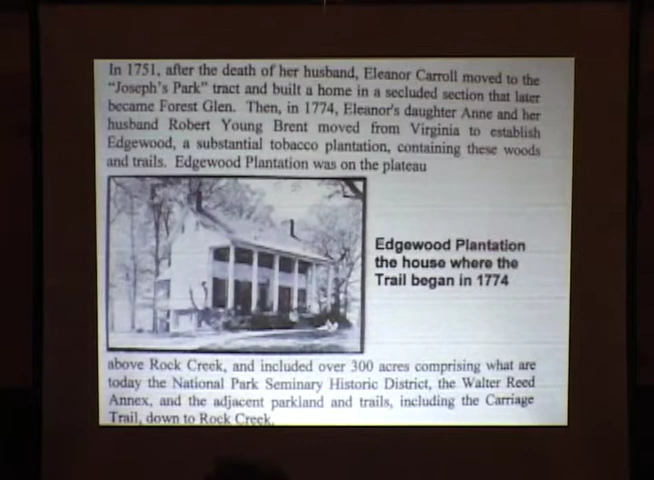 In 1751, after the death of her husband, Eleanor Carroll moved to the
"Joseph's Park" tract and built a home in a secluded section that later
became Forest Glen. Then, in 1774, Eleanor's daughter Anne and her
husband Robert Young Brent moved from Virginia to establish
Edgewood, a substantial tobacco plantation, containing these woods
and trails. Edgewood Plantation was on the plateau
Edgewood Plantation
the house where the
Trail began in 1774
above Rock Creek, and included over 300 acres comprising what are
today the National Park Seminary Historic District, the Walter Reed
Annex, and the adjacent parkland and trails, including the Carriage
Trail, down to Rock Creek.